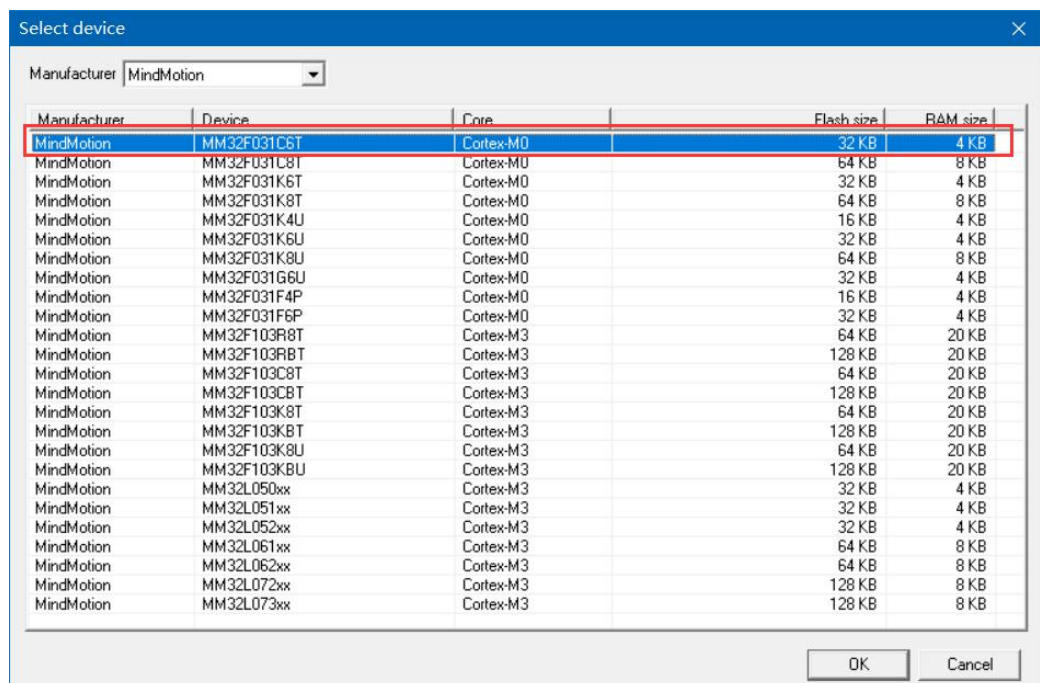 Select device
Manufacturer MindMotion
Manufacturer Device Core Flash size RAM size
MindMotion MM32F031C6T Cortex-M0 32 KB 4 KB
MindMotion MM32F031C8T Cortex-M0 64 KB 8 KB
MindMotion MM32F031K6T Cortex-M0 32 KB 4 KB
MindMotion MM32F031K8T Cortex-M0 64 KB 8 KB
MindMotion MM32F031K4U Cortex-M0 16 KB 4 KB
MindMotion MM32F031K6U Cortex-M0 32 KB 4 KB
MindMotion MM32F031K8U Cortex-M0 64 KB 8 KB
MindMotion MM32F031G6U Cortex-M0 32 KB 4 KB
MindMotion MM32F031F4P Cortex-M0 16 KB 4 KB
MindMotion MM32F031F6P Cortex-M0 32 KB 4 KB
MindMotion MM32F103R8T Cortex-M3 64 KB 20 KB
MindMotion MM32F103RBT Cortex-M3 128 KB 20 KB
MindMotion MM32F103C8T Cortex-M3 64 KB 20 KB
MindMotion MM32F103CBT Cortex-M3 128 KB 20 KB
MindMotion MM32F103K8T Cortex-M3 64 KB 20 KB
MindMotion MM32F103KBT Cortex-M3 128 KB 20 KB
MindMotion MM32F103K8U Cortex-M3 64 KB 20 KB
MindMotion MM32F103KBU Cortex-M3 128 KB 20 KB
MindMotion MM32L050xx Cortex-M3 32 KB 4 KB
MindMotion MM32L051xx Cortex-M3 32 KB 4 KB
MindMotion MM32L052xx Cortex-M3 32 KB 4 KB
MindMotion MM32L061xx Cortex-M3 64 KB 8 KB
MindMotion MM32L062xx Cortex-M3 64 KB 8 KB
MindMotion MM32L072xx Cortex-M3 128 KB 8 KB
MindMotion MM32L073xx Cortex-M3 128 KB 8 KB
OK Cancel